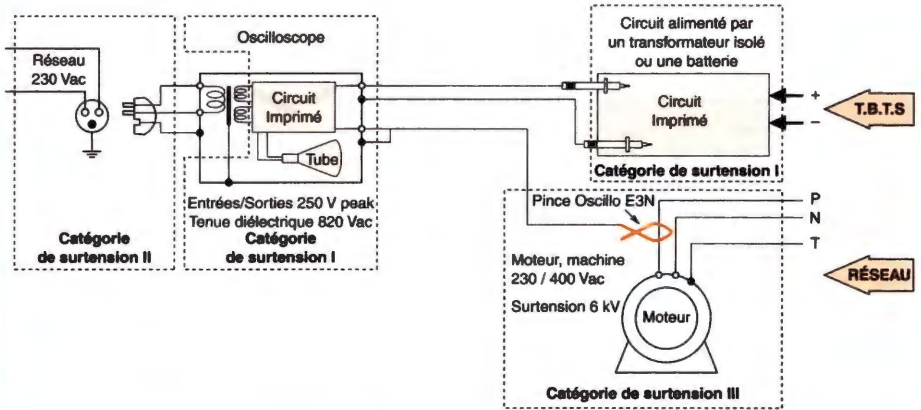 Réseau
230 Vac
Catégorie
de surtension II
Oscilloscope
Circuit
Imprimé
Tube
Entrées/Sorties 250 V peak
Tenue diélectrique 820 Vac
Catégorie
de surtension I
Circuit alimenté par
un transformateur isolé
ou une batterie
Circuit
Imprimé
+
−
T.B.T.S
Catégorie de surtension I
Pince Oscillo E3N
P
N
T
RÉSEAU
Moteur, machine
230 / 400 Vac
Surtension 6 kV
Moteur
Catégorie de surtension III